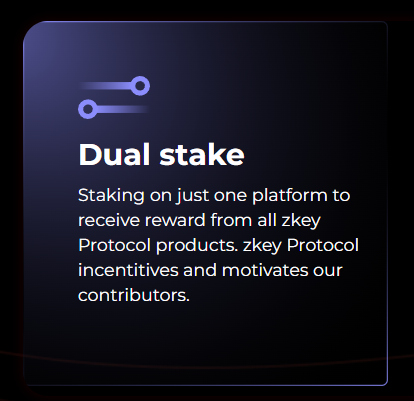 Dual stake
Staking on just one platform to
receive reward from all zkey
Protocol products. zkey Protocol
incentitives and motivates our
contributors.